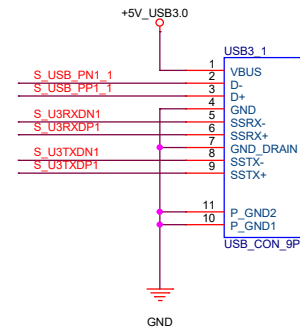 +5V_USB3.0
USB3_1
1 VBUS
S_USB_PN1_1 2 D-
S_USB_PP1_1 3 D+
4 GND
S_U3RXDN1 5 SSRX-
S_U3RXDP1 6 SSRX+
7 GND_DRAIN
S_U3TXDN1 8 SSTX-
S_U3TXDP1 9 SSTX+
11 P_GND2
10 P_GND1
USB_CON_9P
GND